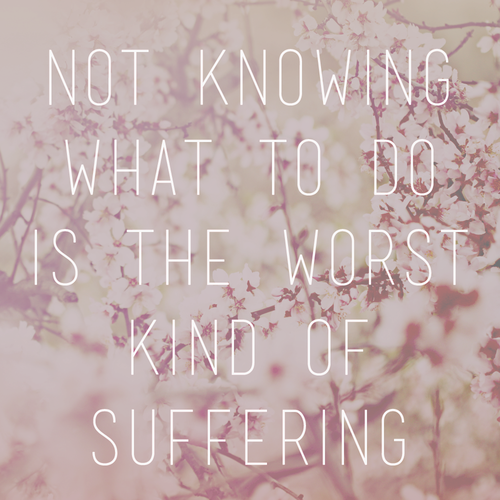 NOT KNOWING
WHAT TO DO
IS THE WORST
KIND OF
SUFFERING